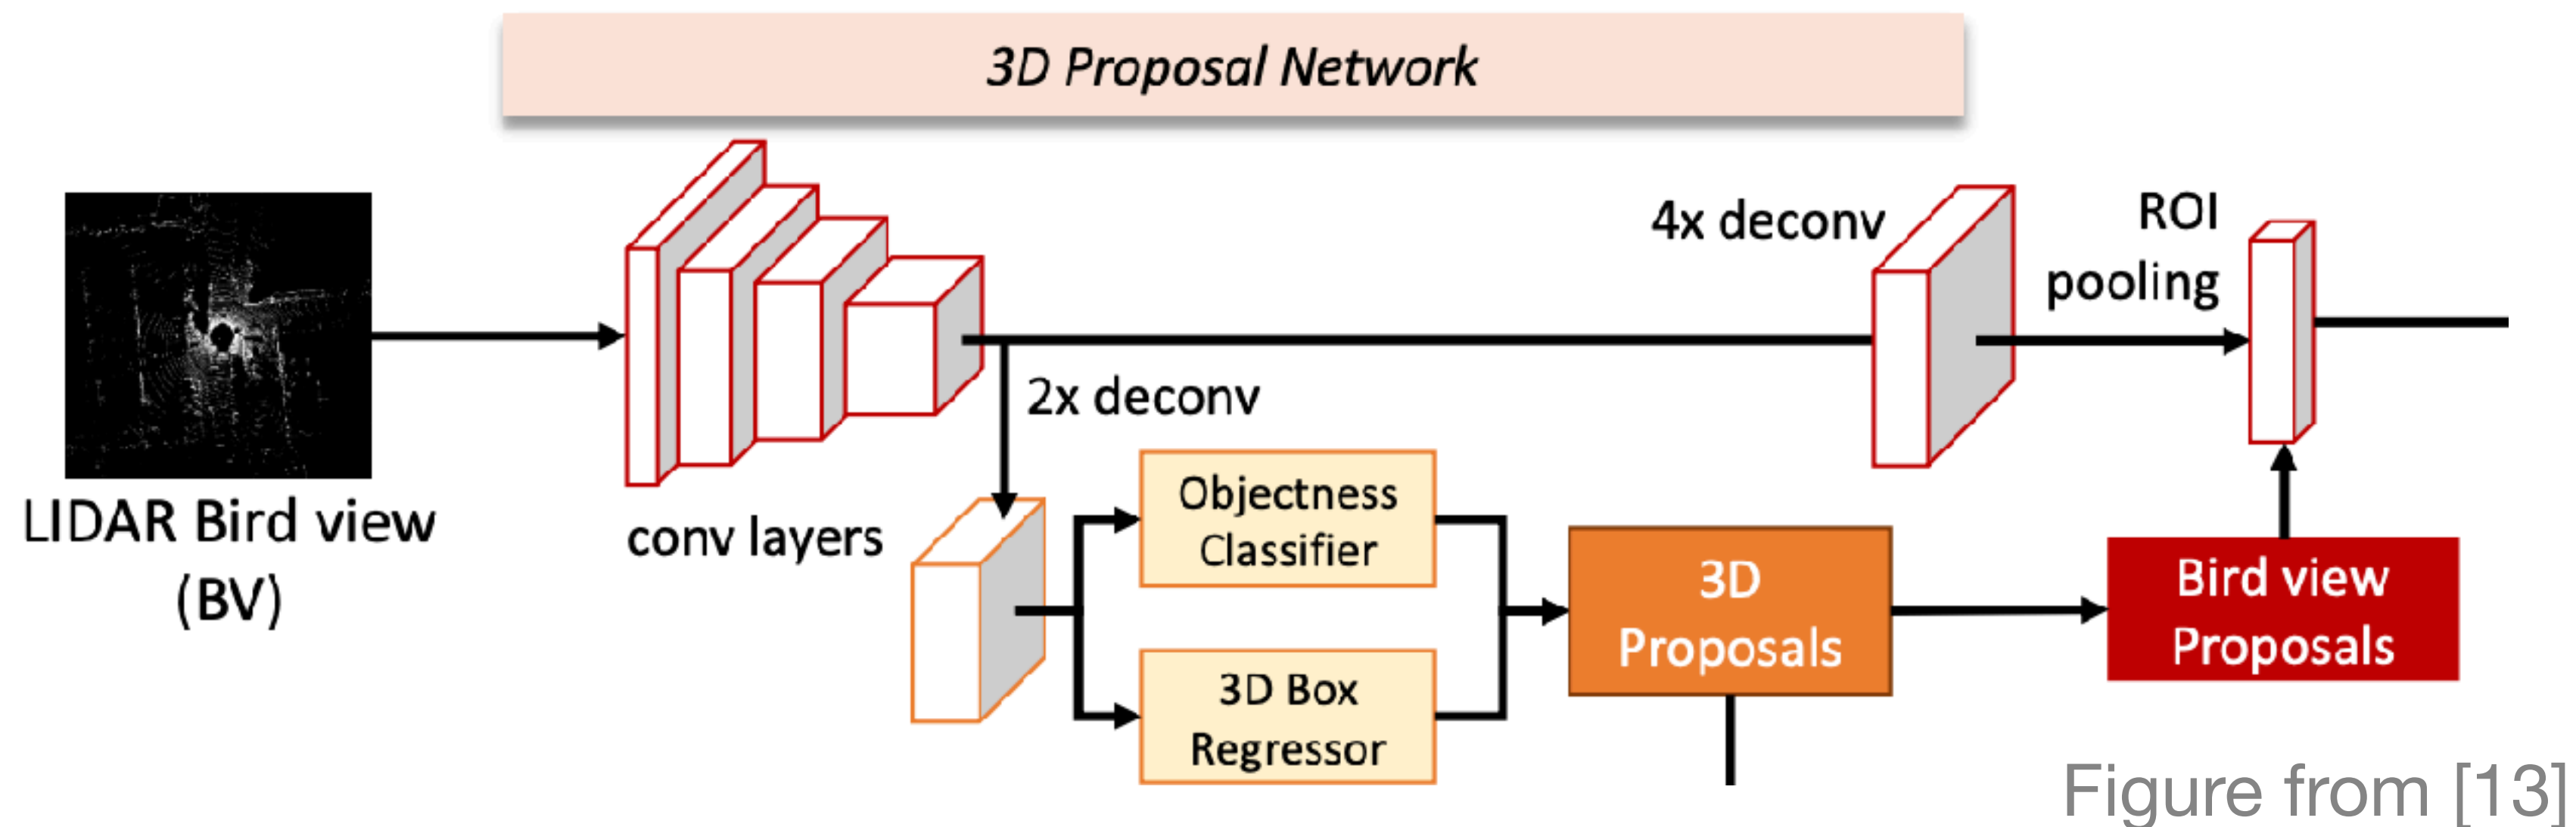 3D Proposal Network
LIDAR Bird view
(BV)
conv layers
2x deconv
4x deconv
ROI
pooling
Objectness
Classifier
3D Box
Regressor
3D
Proposals
Bird view
Proposals
Figure from [13]